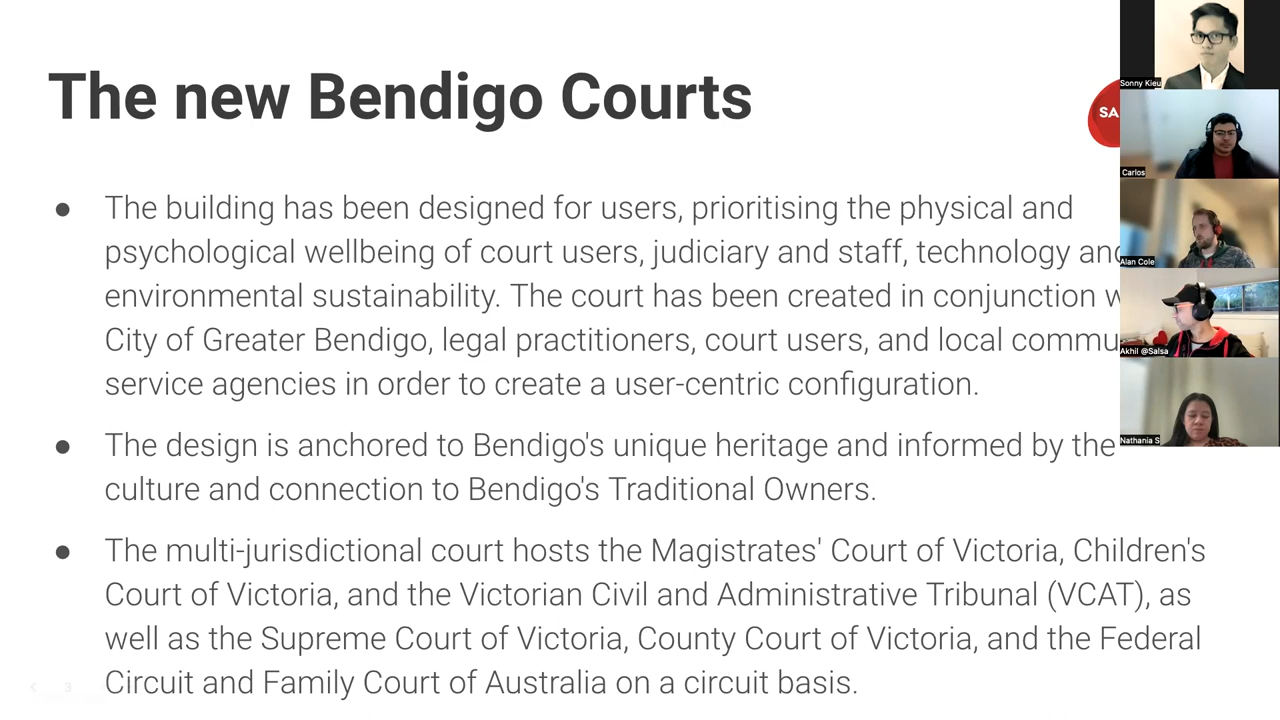 The new Bendigo Courts
SA
● The building has been designed for users, prioritising the physical and
psychological wellbeing of court users, judiciary and staff, technology and
environmental sustainability. The court has been created in conjunction
City of Greater Bendigo, legal practitioners, court users, and local
service agencies in order to create a user-centric configuration.
● The design is anchored to Bendigo's unique heritage and informed by the
culture and connection to Bendigo's Traditional Owners.
● The multi-jurisdictional court hosts the Magistrates' Court of Victoria, Children's
Court of Victoria, and the Victorian Civil and Administrative Tribunal (VCAT), as
well as the Supreme Court of Victoria, County Court of Victoria, and the Federal
Circuit and Family Court of Australia on a circuit basis.
3
Sonny Kieu
Carlos
Alan Cole
Akhil @Salsa
Nathania S